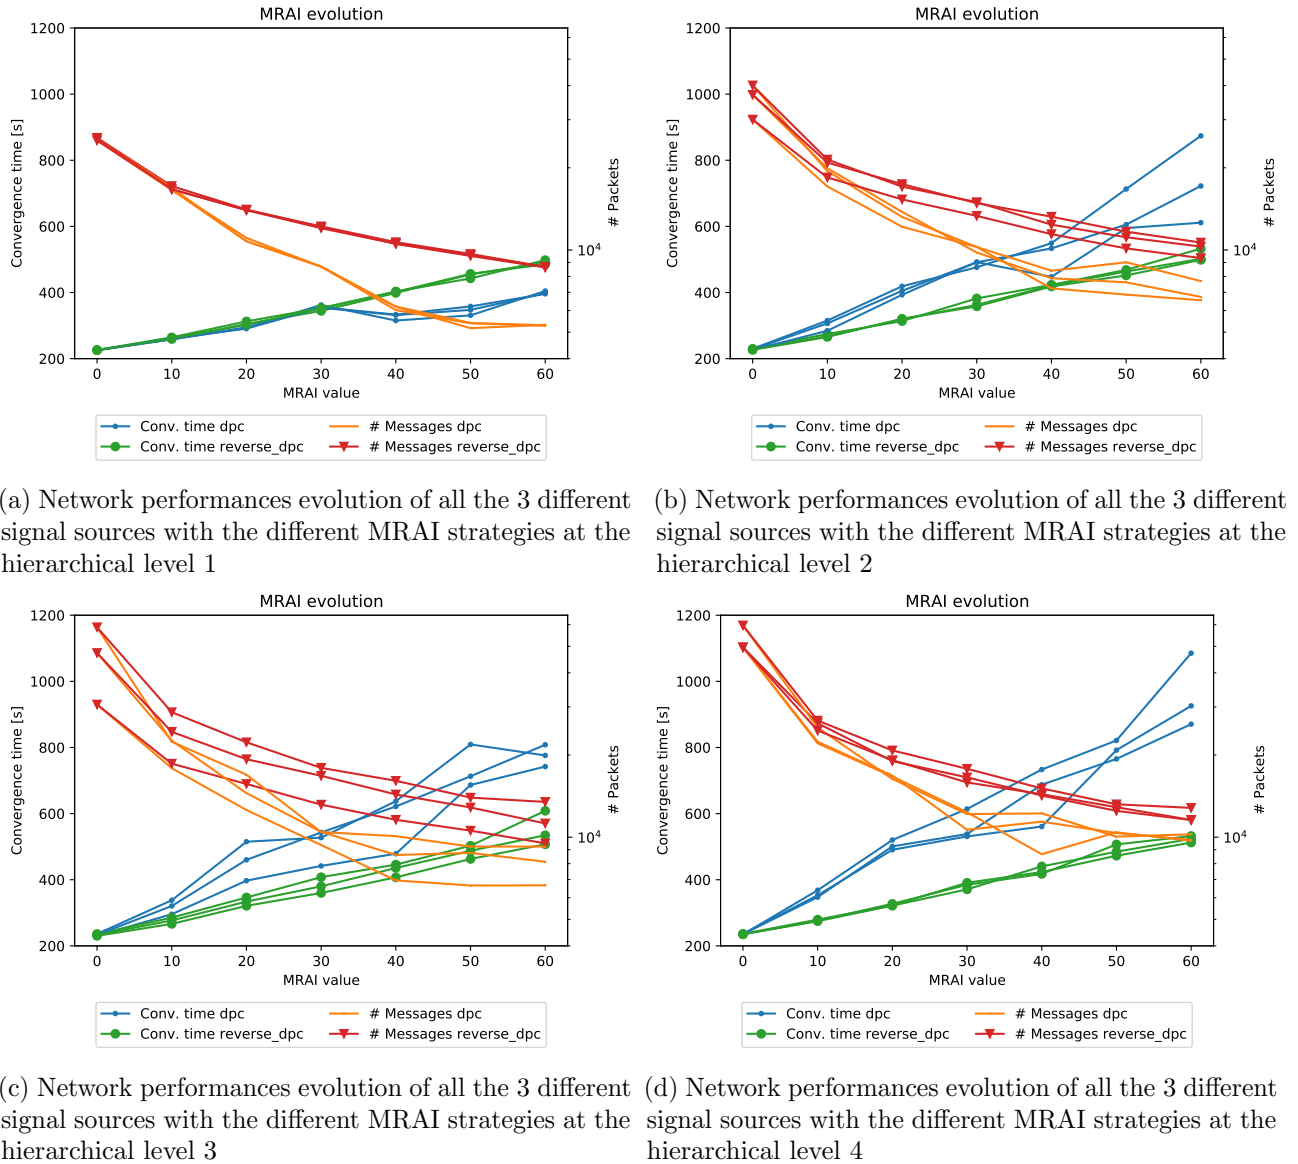 MRAI evolution
1200
1000
800
600
400
200
Convergence time [s]
10⁴
# Packets
0 10 20 30 40 50 60
MRAI value
Conv. time dpc # Messages dpc
Conv. time reverse_dpc # Messages reverse_dpc
(a) Network performances evolution of all the 3 different
signal sources with the different MRAI strategies at the
hierarchical level 1
MRAI evolution
1200
1000
800
600
400
200
Convergence time [s]
10⁴
# Packets
0 10 20 30 40 50 60
MRAI value
Conv. time dpc # Messages dpc
Conv. time reverse_dpc # Messages reverse_dpc
(b) Network performances evolution of all the 3 different
signal sources with the different MRAI strategies at the
hierarchical level 2
MRAI evolution
1200
1000
800
600
400
200
Convergence time [s]
10⁴
# Packets
0 10 20 30 40 50 60
MRAI value
Conv. time dpc # Messages dpc
Conv. time reverse_dpc # Messages reverse_dpc
(c) Network performances evolution of all the 3 different
signal sources with the different MRAI strategies at the
hierarchical level 3
MRAI evolution
1200
1000
800
600
400
200
Convergence time [s]
10⁴
# Packets
0 10 20 30 40 50 60
MRAI value
Conv. time dpc # Messages dpc
Conv. time reverse_dpc # Messages reverse_dpc
(d) Network performances evolution of all the 3 different
signal sources with the different MRAI strategies at the
hierarchical level 4